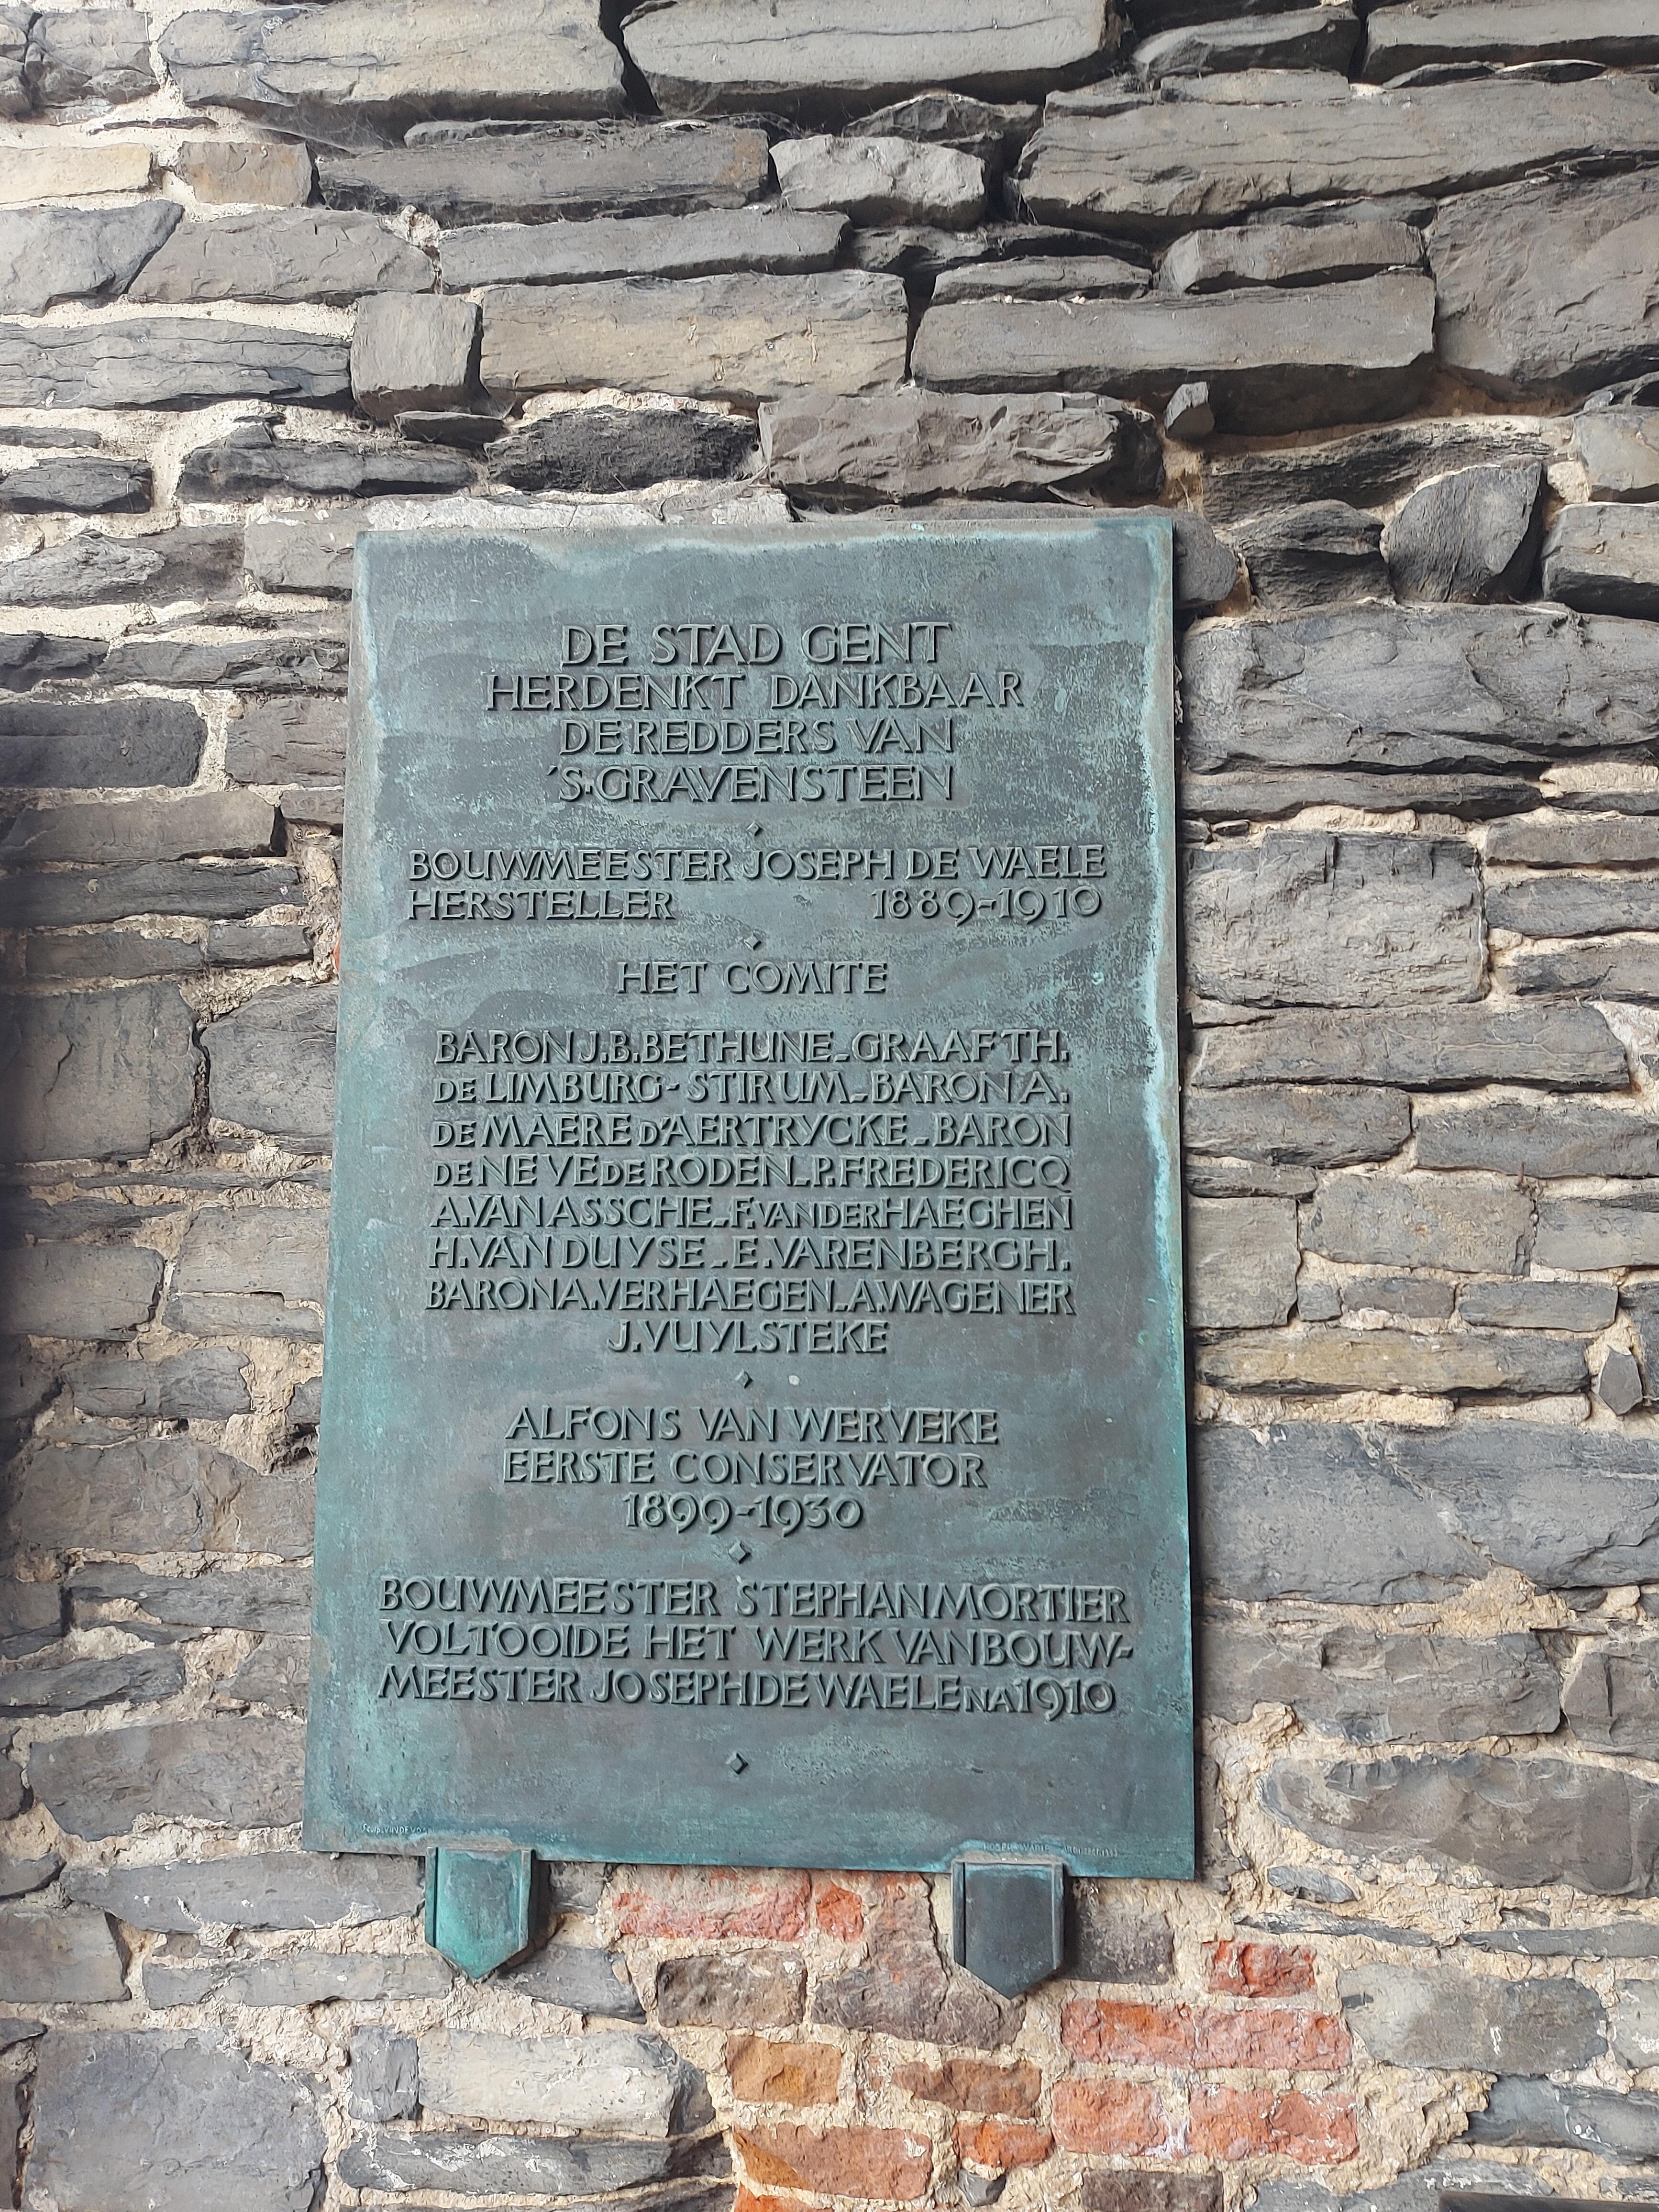 DE STAD GENT
HERDENKT DANKBAAR
DE REDDERS VAN
'S-GRAVENSTEEN
BOUWMEESTER JOSEPH DE WAELE
HERSTELLER 1889-1910
HET COMITE
BARON J.B. BETHUNE - GRAAF TH.
DE LIMBURG - STIRUM - BARON A.
DE MAERE D'AERTRYCKE - BARON
DE NEVE DE RODEN - P. FREDERICQ
A. VAN ASSCHE - F. VAN DER HAEGHEN
H. VAN DUYSE - E. VARENBERGH.
BARON A. VERHAEGEN - A. WAGENER
J. VUYLSTEKE
ALFONS VAN WERVEKE
EERSTE CONSERVATOR
1899-1930
BOUWMEESTER STEPHAN MORTIER
VOLTOOIDE HET WERK VAN BOUW-
MEESTER JOSEPH DE WAELE NA 1910